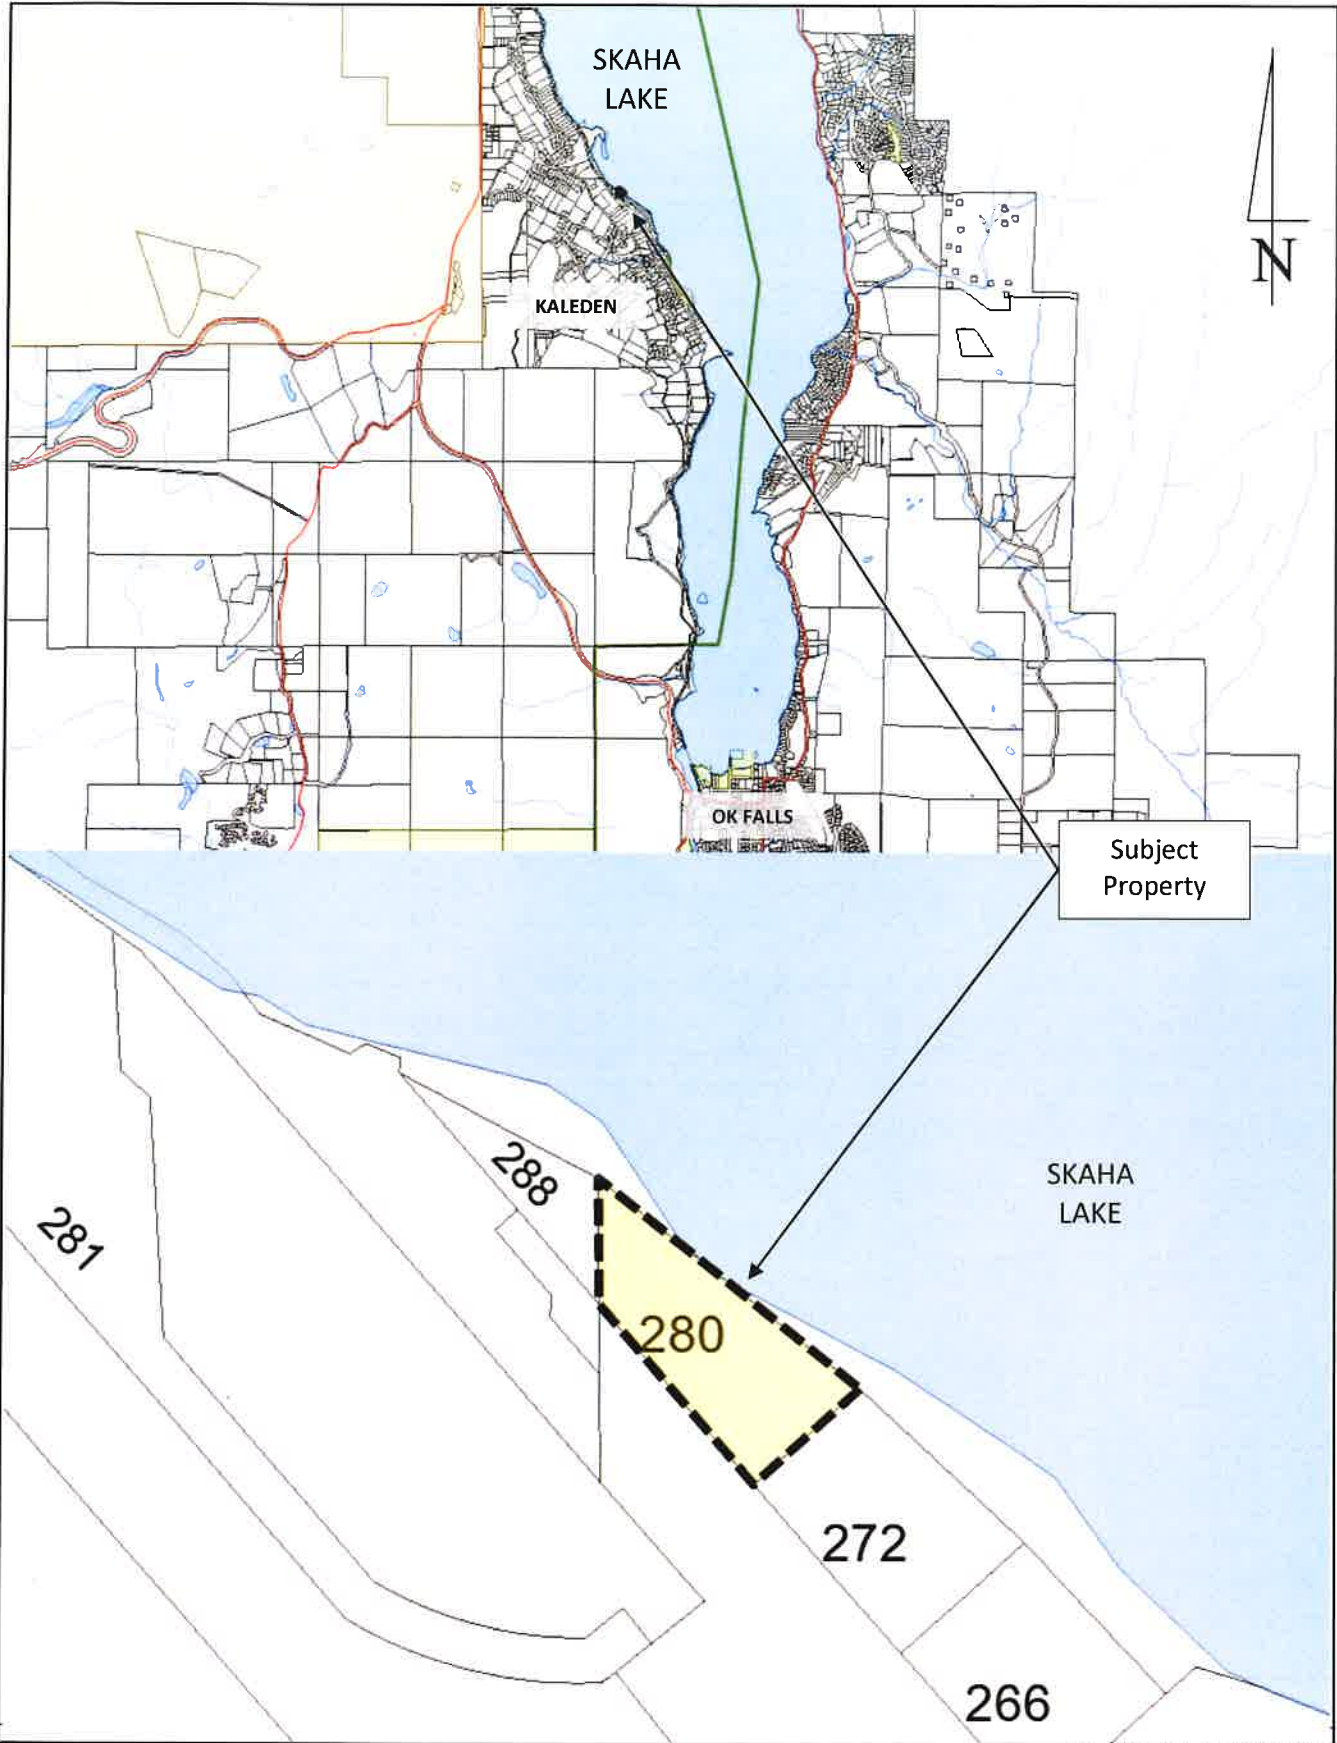 SKAHA
LAKE
N
KALEDEN
OK FALLS
Subject
Property
288
SKAHA
LAKE
281
280
272
266